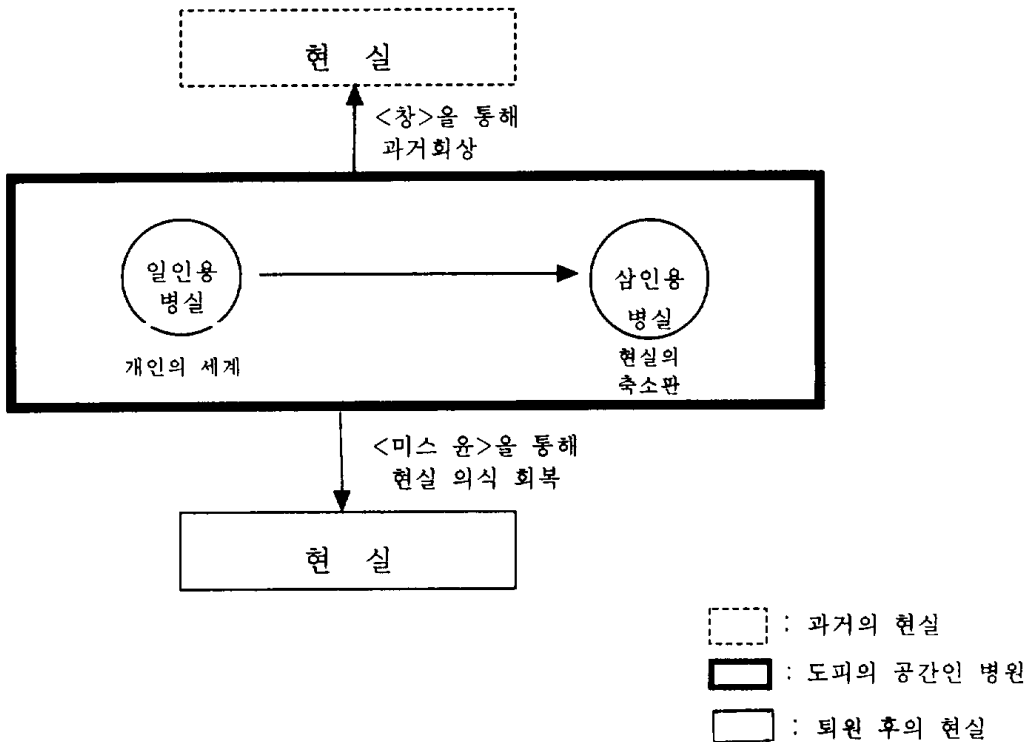 현 실
<창>을 통해
과거회상
일인용
병실
개인의 세계
삼인용
병실
현실의
축소판
<미스 윤>을 통해
현실 의식 회복
현 실
: 과거의 현실
: 도피의 공간인 병원
: 퇴원 후의 현실